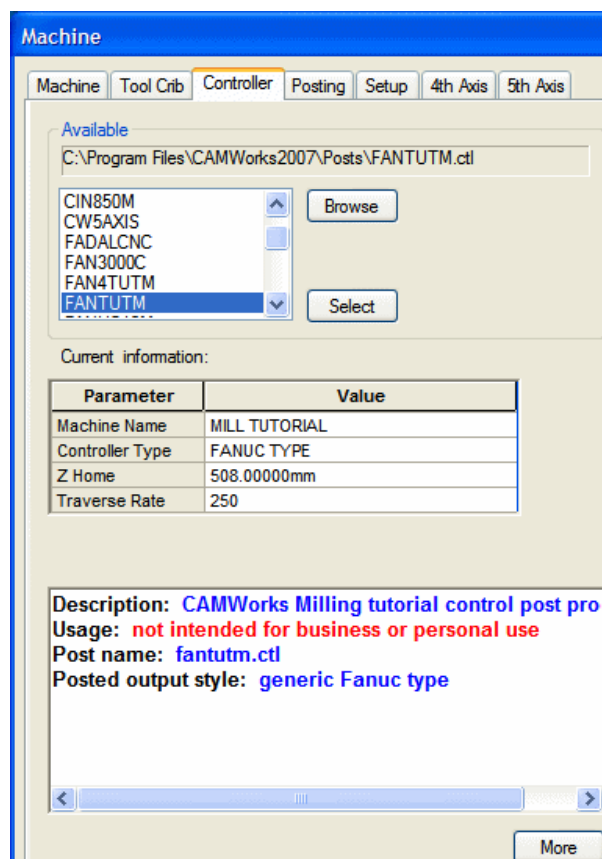 Machine
Machine Tool Crib Controller Posting Setup 4th Axis 5th Axis
Available
C:\Program Files\CAMWorks2007\Posts\FANTUTM.ctl
CIN850M
CW5AXIS
FADALCNC
FAN3000C
FAN4TUTM
FANTUTM
Browse
Select
Current information:
Parameter Value
Machine Name MILL TUTORIAL
Controller Type FANUC TYPE
Z Home 508.00000mm
Traverse Rate 250
Description: CAMWorks Milling tutorial control post pro
Usage: not intended for business or personal use
Post name: fantutm.ctl
Posted output style: generic Fanuc type
More